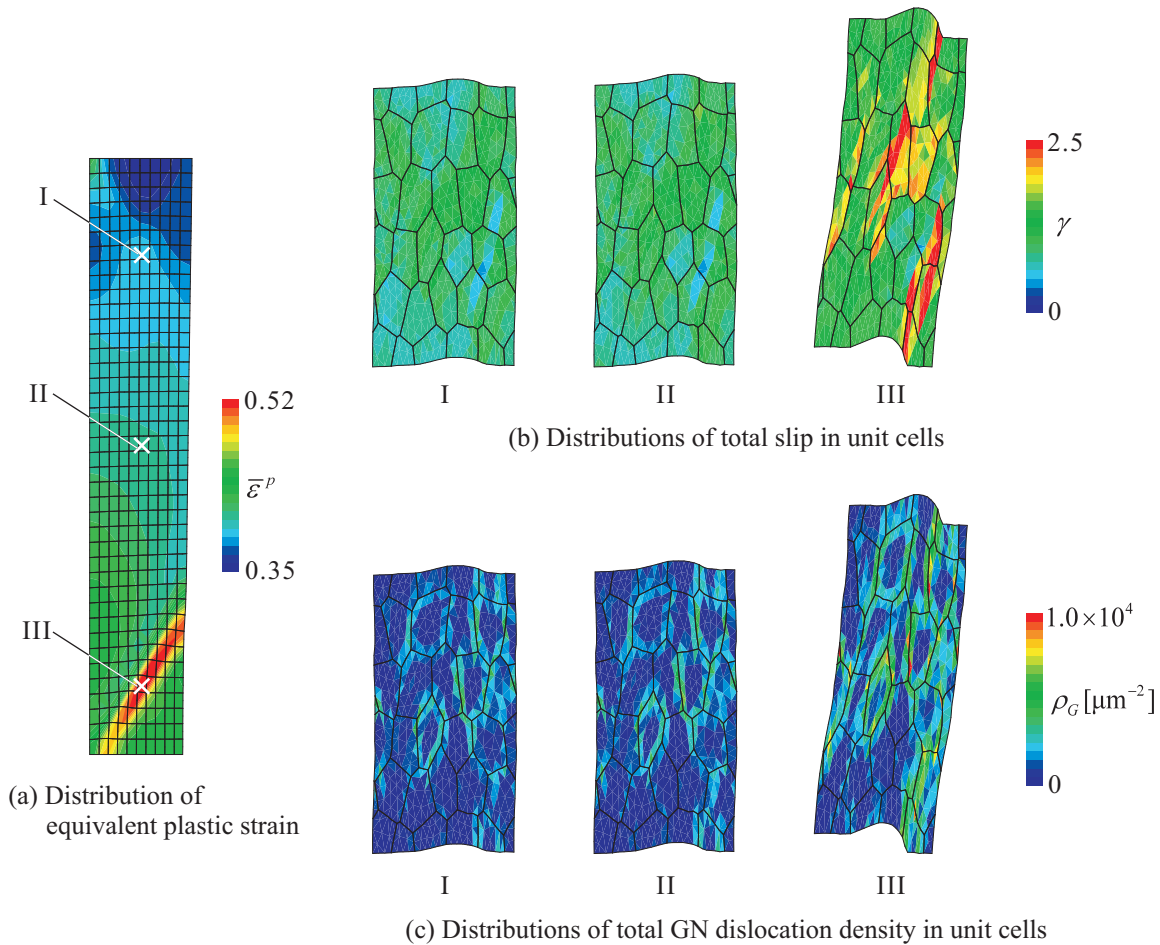 I
II
III
0.52
ε̅ ᵖ
0.35
(a) Distribution of
equivalent plastic strain
I
II
III
2.5
γ
0
(b) Distributions of total slip in unit cells
I
II
III
1.0×10⁴
ρ_G [μm⁻²]
0
(c) Distributions of total GN dislocation density in unit cells